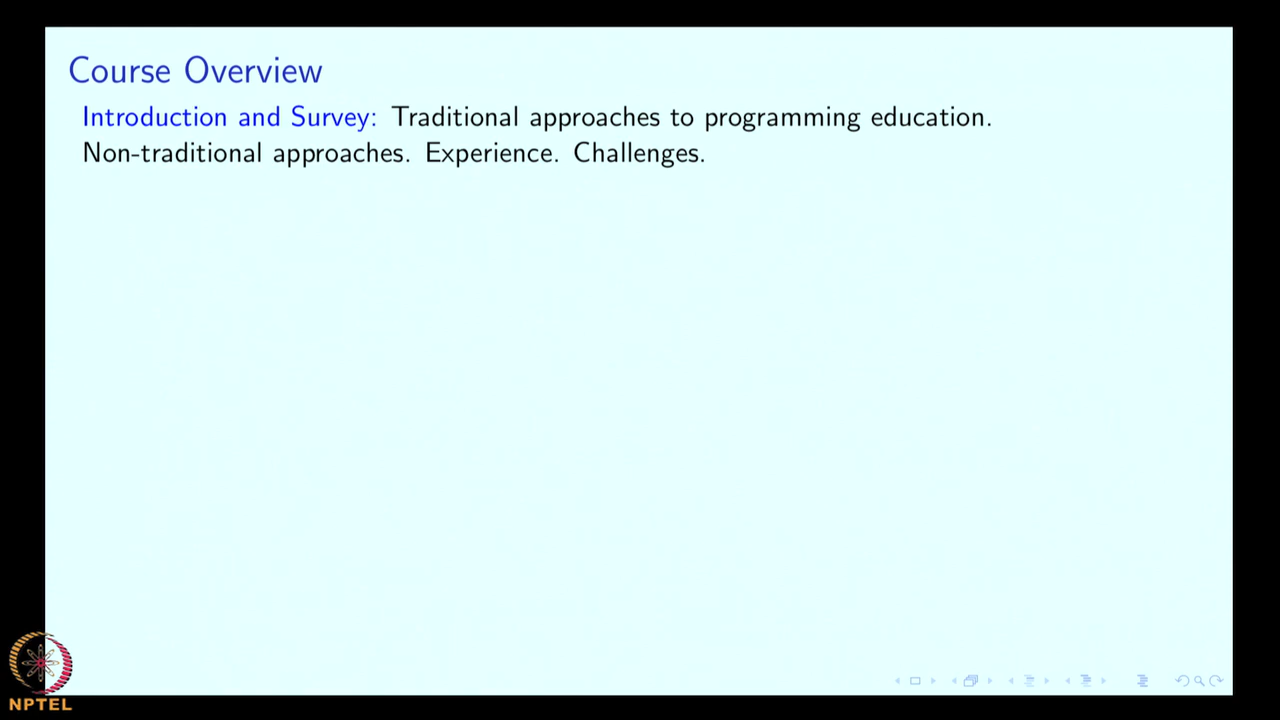 Course Overview
Introduction and Survey: Traditional approaches to programming education.
Non-traditional approaches. Experience. Challenges.
NPTEL